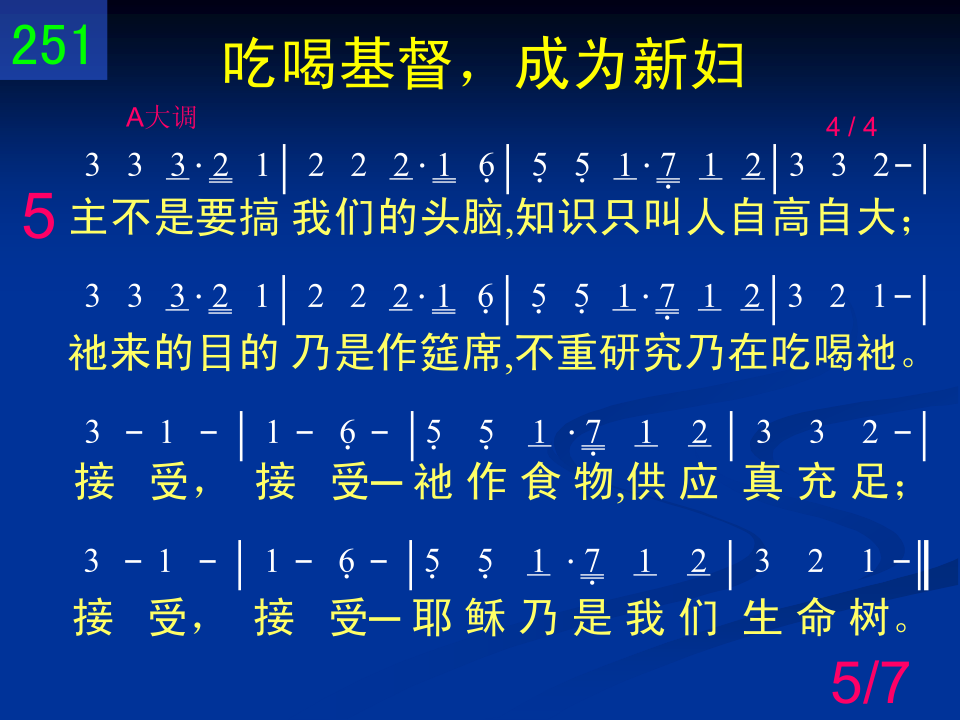 251
吃喝基督，成为新妇
A大调
4 / 4
3 3 3·2 1 | 2 2 2·1 6 | 5 5 1·7 1 2 | 3 3 2 - |
5 主不是要搞 我们的头脑,知识只叫人自高自大；
3 3 3·2 1 | 2 2 2·1 6 | 5 5 1·7 1 2 | 3 2 1 - |
祂来的目的 乃是作筵席,不重研究乃在吃喝祂。
3 - 1 - | 1 - 6 - | 5 5 1·7 1 2 | 3 3 2 - |
接 受， 接 受─ 祂 作 食 物,供 应 真 充 足；
3 - 1 - | 1 - 6 - | 5 5 1·7 1 2 | 3 2 1 - ‖
接 受， 接 受─ 耶 稣 乃 是 我 们 生 命 树。
5/7